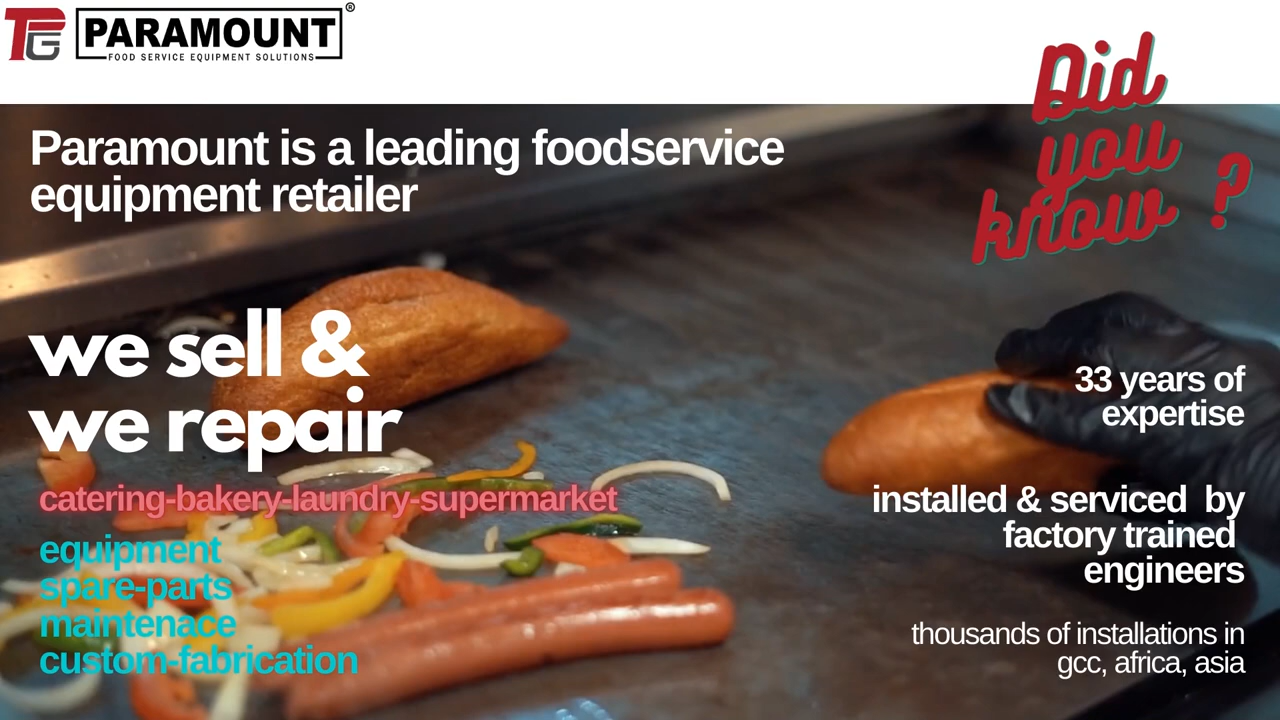 PG PARAMOUNT®
FOOD SERVICE EQUIPMENT SOLUTIONS
Did
you
know ?
Paramount is a leading foodservice
equipment retailer
we sell &
we repair
catering-bakery-laundry-supermarket
equipment
spare-parts
maintenace
custom-fabrication
33 years of
expertise
installed & serviced by
factory trained
engineers
thousands of installations in
gcc, africa, asia